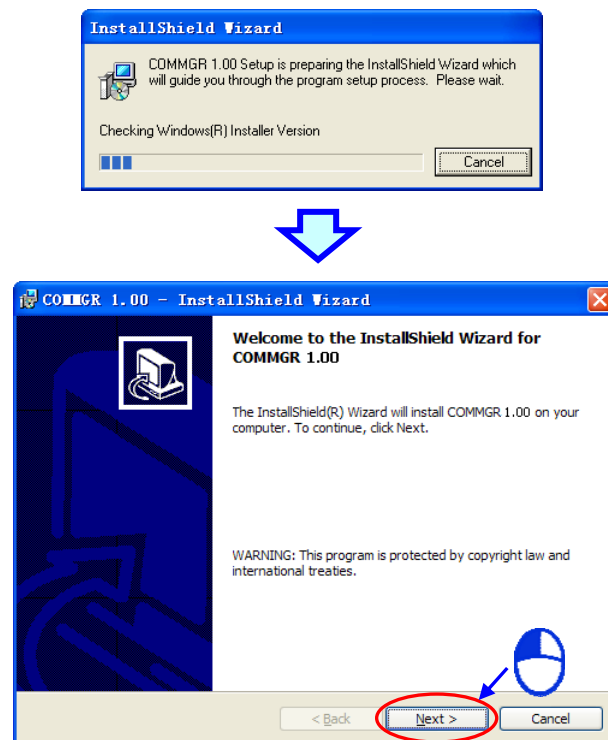 InstallShield Wizard
COMMGR 1.00 Setup is preparing the InstallShield Wizard which
will guide you through the program setup process. Please wait.
Checking Windows(R) Installer Version
Cancel
COMMGR 1.00 - InstallShield Wizard
Welcome to the InstallShield Wizard for
COMMGR 1.00
The InstallShield(R) Wizard will install COMMGR 1.00 on your
computer. To continue, click Next.
WARNING: This program is protected by copyright law and
international treaties.
< Back
Next >
Cancel